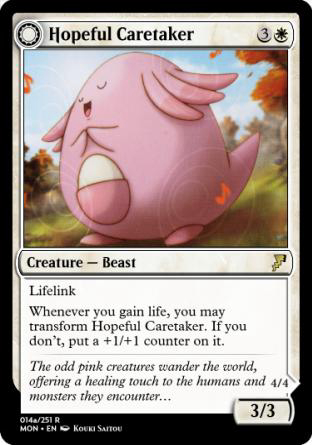 Hopeful Caretaker 3
Creature — Beast
Lifelink
Whenever you gain life, you may
transform Hopeful Caretaker. If you
don't, put a +1/+1 counter on it.
The odd pink creatures wander the world,
offering a healing touch to the humans and
monsters they encounter…
4/4
3/3
014a/251 R
MON • EN Kouki Saitou